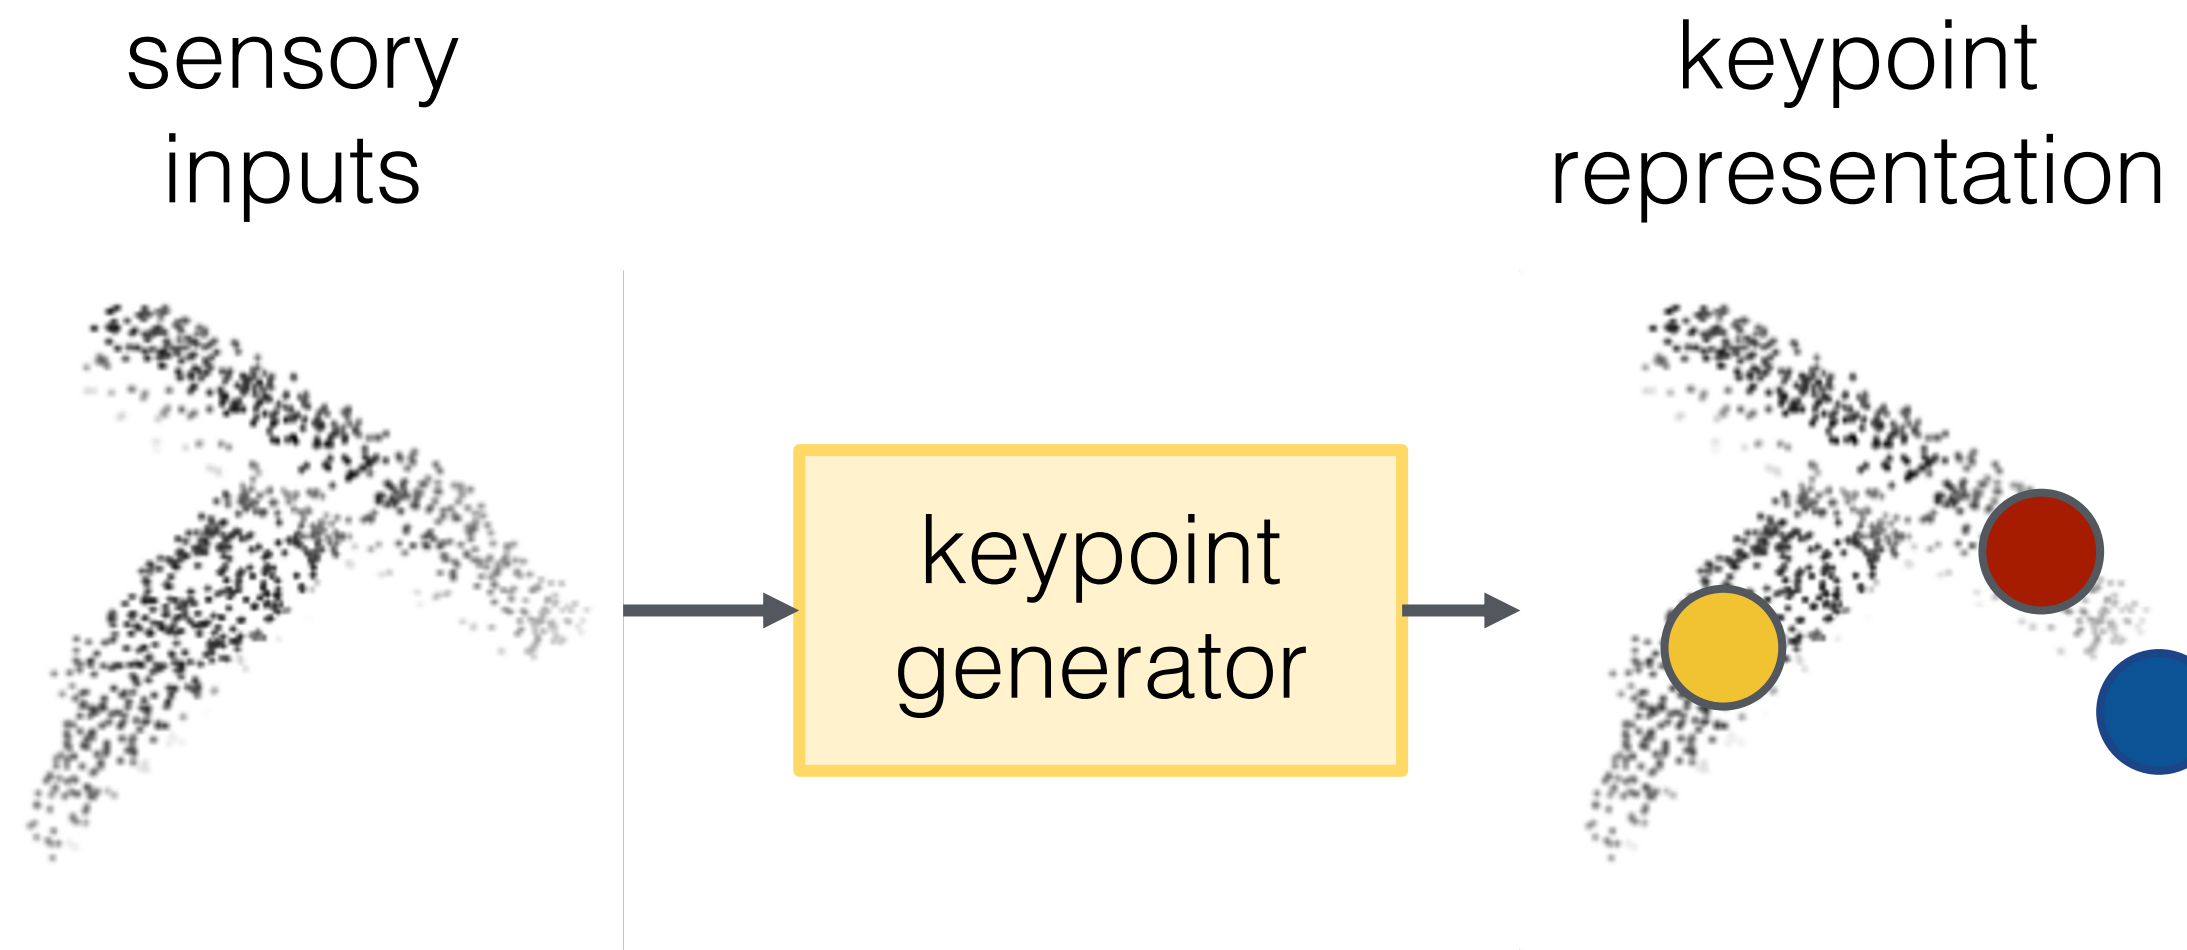 sensory
inputs
keypoint
generator
keypoint
representation